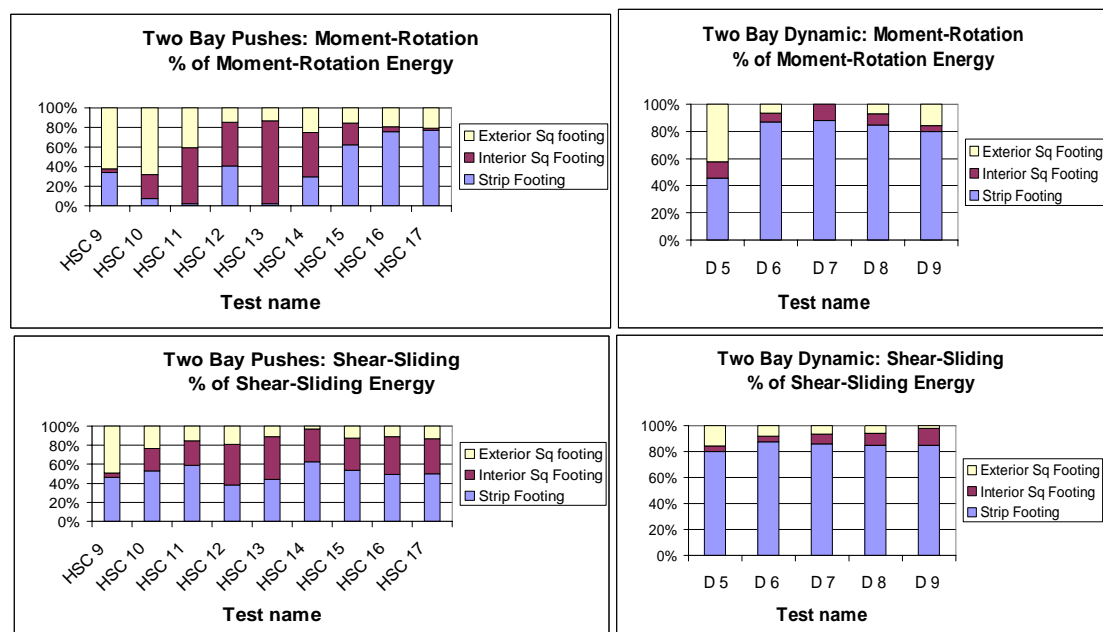 Two Bay Pushes: Moment-Rotation
% of Moment-Rotation Energy
100%
80%
60%
40%
20%
0%
HSC 9
HSC 10
HSC 11
HSC 12
HSC 13
HSC 14
HSC 15
HSC 16
HSC 17
Test name
Exterior Sq footing
Interior Sq Footing
Strip Footing
Two Bay Dynamic: Moment-Rotation
% of Moment-Rotation Energy
100%
80%
60%
40%
20%
0%
D 5
D 6
D 7
D 8
D 9
Test name
Exterior Sq Footing
Interior Sq Footing
Strip Footing
Two Bay Pushes: Shear-Sliding
% of Shear-Sliding Energy
100%
80%
60%
40%
20%
0%
HSC 9
HSC 10
HSC 11
HSC 12
HSC 13
HSC 14
HSC 15
HSC 16
HSC 17
Test name
Exterior Sq footing
Interior Sq Footing
Strip Footing
Two Bay Dynamic: Shear-Sliding
% of Shear-Sliding Energy
100%
80%
60%
40%
20%
0%
D 5
D 6
D 7
D 8
D 9
Test name
Exterior Sq Footing
Interior Sq Footing
Strip Footing